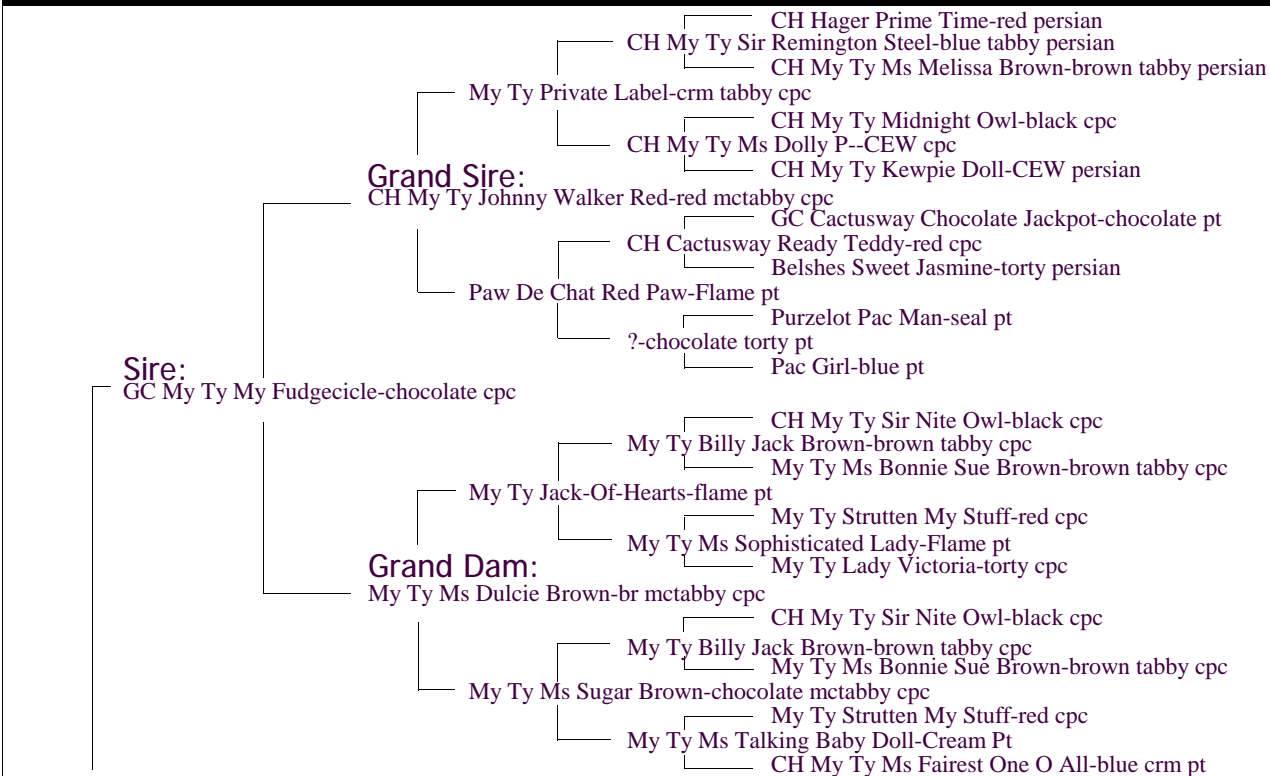 CH Hager Prime Time-red persian
CH My Ty Sir Remington Steel-blue tabby persian
CH My Ty Ms Melissa Brown-brown tabby persian
My Ty Private Label-crm tabby cpc
CH My Ty Midnight Owl-black cpc
CH My Ty Ms Dolly P--CEW cpc
CH My Ty Kewpie Doll-CEW persian
Grand Sire:
CH My Ty Johnny Walker Red-red mctabby cpc
GC Cactusway Chocolate Jackpot-chocolate pt
CH Cactusway Ready Teddy-red cpc
Belshes Sweet Jasmine-torty persian
Paw De Chat Red Paw-Flame pt
Purzelot Pac Man-seal pt
?-chocolate torty pt
Pac Girl-blue pt
Sire:
GC My Ty My Fudgecicle-chocolate cpc
CH My Ty Sir Nite Owl-black cpc
My Ty Billy Jack Brown-brown tabby cpc
My Ty Ms Bonnie Sue Brown-brown tabby cpc
My Ty Jack-Of-Hearts-flame pt
My Ty Strutten My Stuff-red cpc
My Ty Ms Sophisticated Lady-Flame pt
My Ty Lady Victoria-torty cpc
Grand Dam:
My Ty Ms Dulcie Brown-br mctabby cpc
CH My Ty Sir Nite Owl-black cpc
My Ty Billy Jack Brown-brown tabby cpc
My Ty Ms Bonnie Sue Brown-brown tabby cpc
My Ty Ms Sugar Brown-chocolate mctabby cpc
My Ty Strutten My Stuff-red cpc
My Ty Ms Talking Baby Doll-Cream Pt
CH My Ty Ms Fairest One O All-blue crm pt